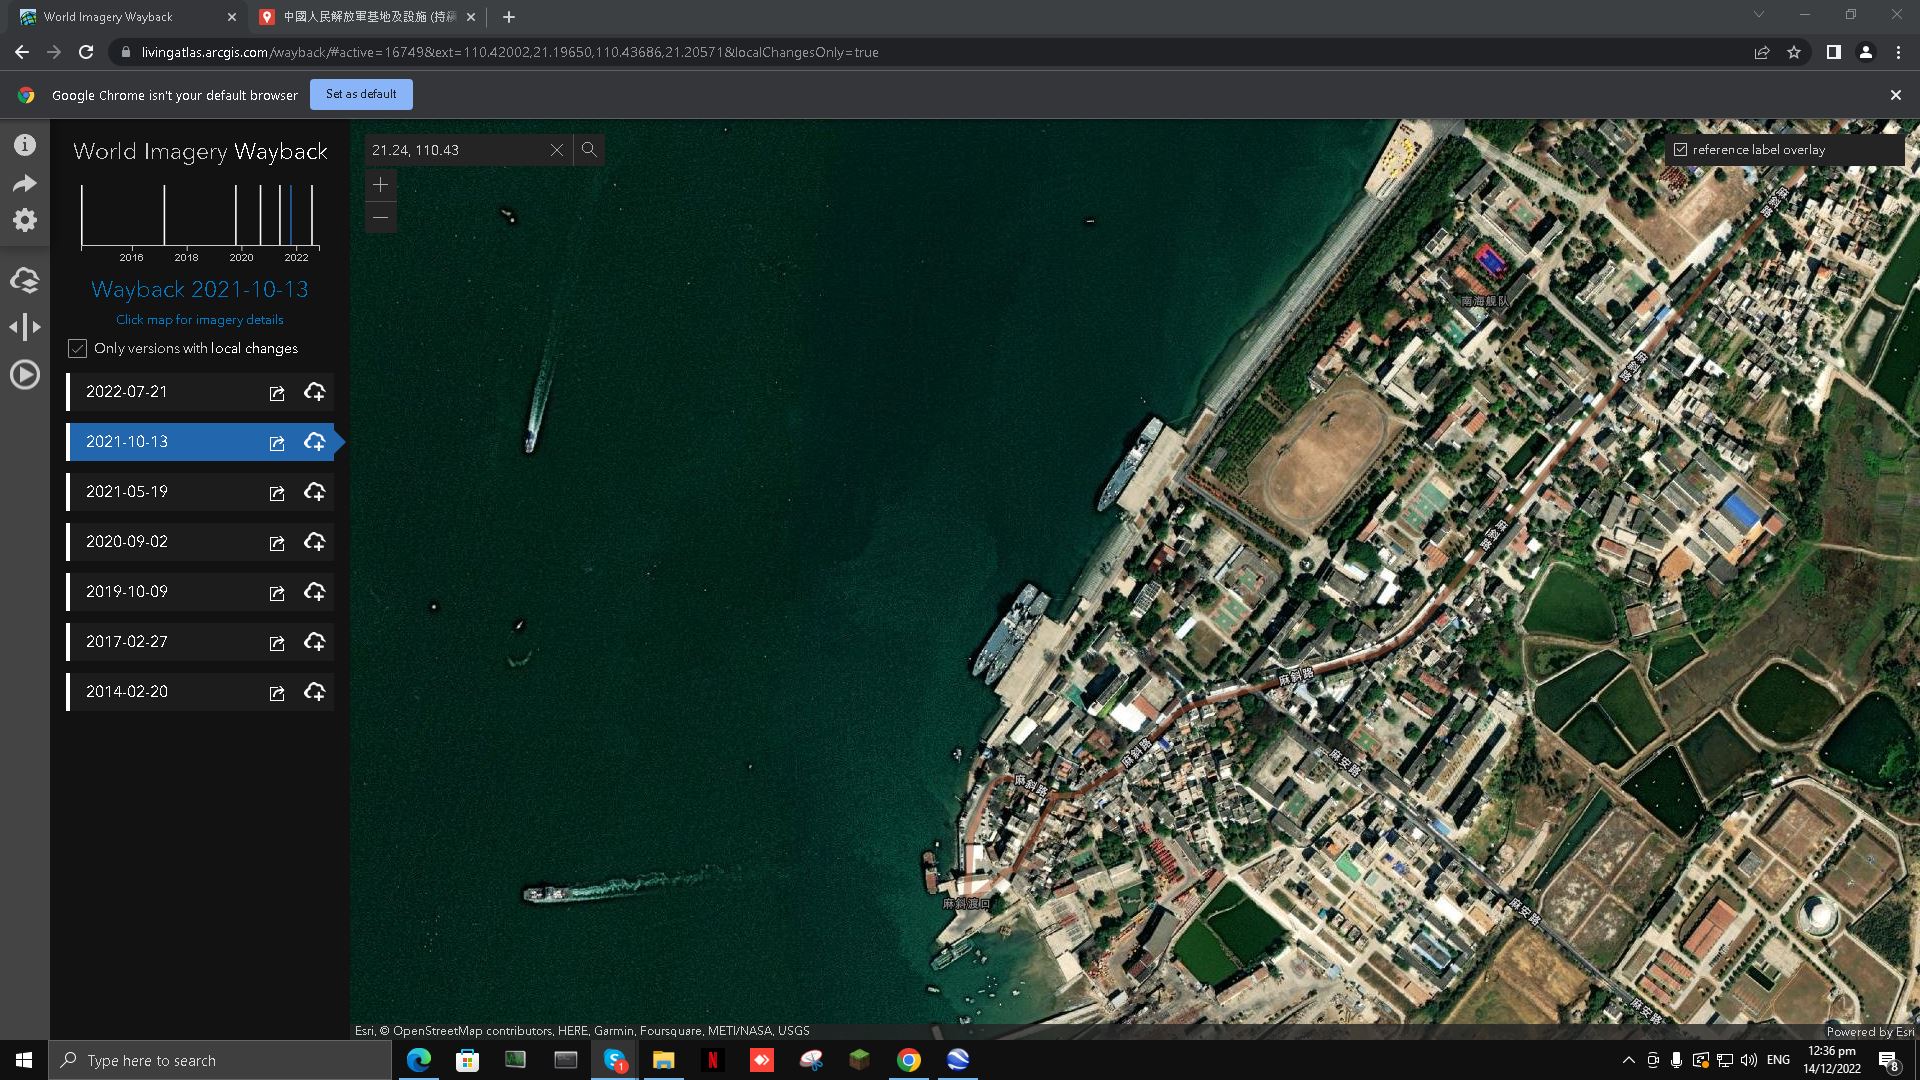 World Imagery Wayback
中國人民解放軍基地及設施 (持續
livingatlas.arcgis.com/wayback/#active=16749&ext=110.42002,21.19650,110.43686,21.20571&localChangesOnly=true
Google Chrome isn't your default browser
Set as default
World Imagery Wayback
2016 2018 2020 2022
Wayback 2021-10-13
Click map for imagery details
Only versions with local changes
2022-07-21
2021-10-13
2021-05-19
2020-09-02
2019-10-09
2017-02-27
2014-02-20
21.24, 110.43
reference label overlay
麻斜路
南海舰队
麻斜路
麻斜路
麻斜路
麻斜路
麻安路
麻斜路
麻斜渡口
麻安路
麻安路
Esri, © OpenStreetMap contributors, HERE, Garmin, Foursquare, METI/NASA, USGS
Powered by Esri
Type here to search
1
N
ENG
12:36 pm
14/12/2022
8